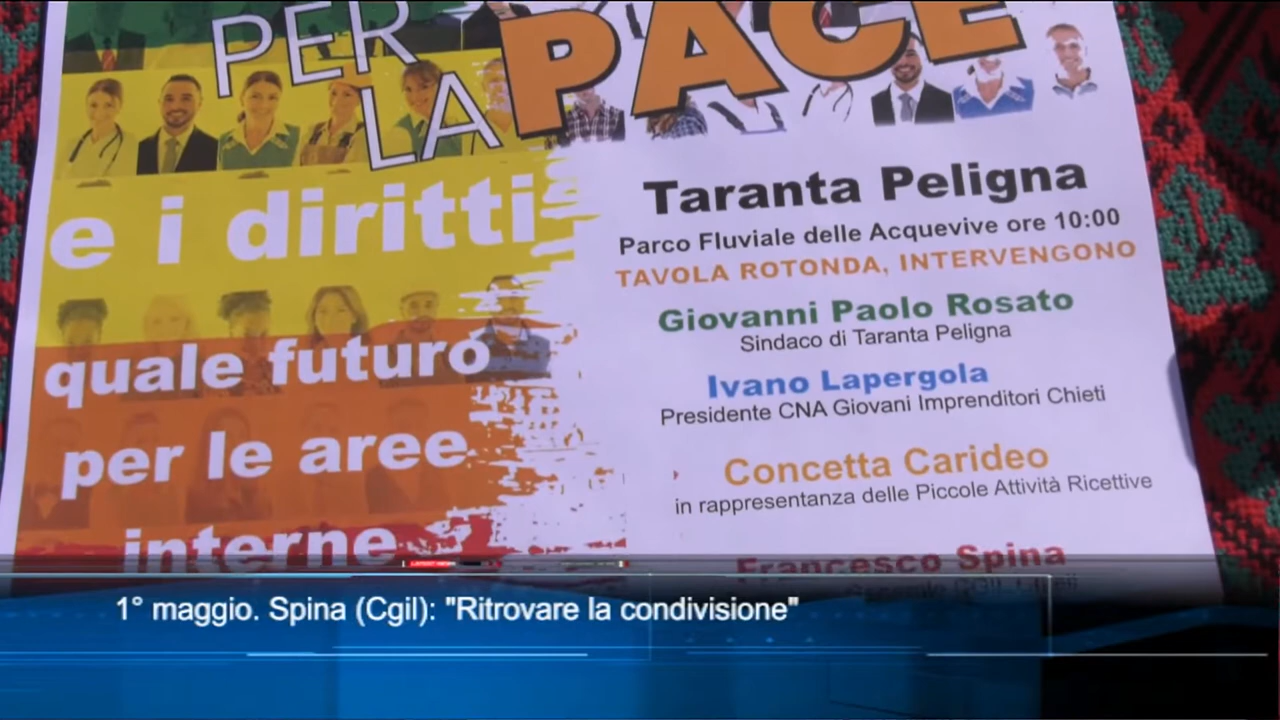 PER
LA
PACE
e i diritti
quale futuro
per le aree
interne
Taranta Peligna
Parco Fluviale delle Acquevive ore 10:00
TAVOLA ROTONDA, INTERVENGONO
Giovanni Paolo Rosato
Sindaco di Taranta Peligna
Ivano Lapergola
Presidente CNA Giovani Imprenditori Chieti
Concetta Carideo
in rappresentanza delle Piccole Attività Ricettive
Francesco Spina
LATEST NEWS
1° maggio. Spina (Cgil): "Ritrovare la condivisione"